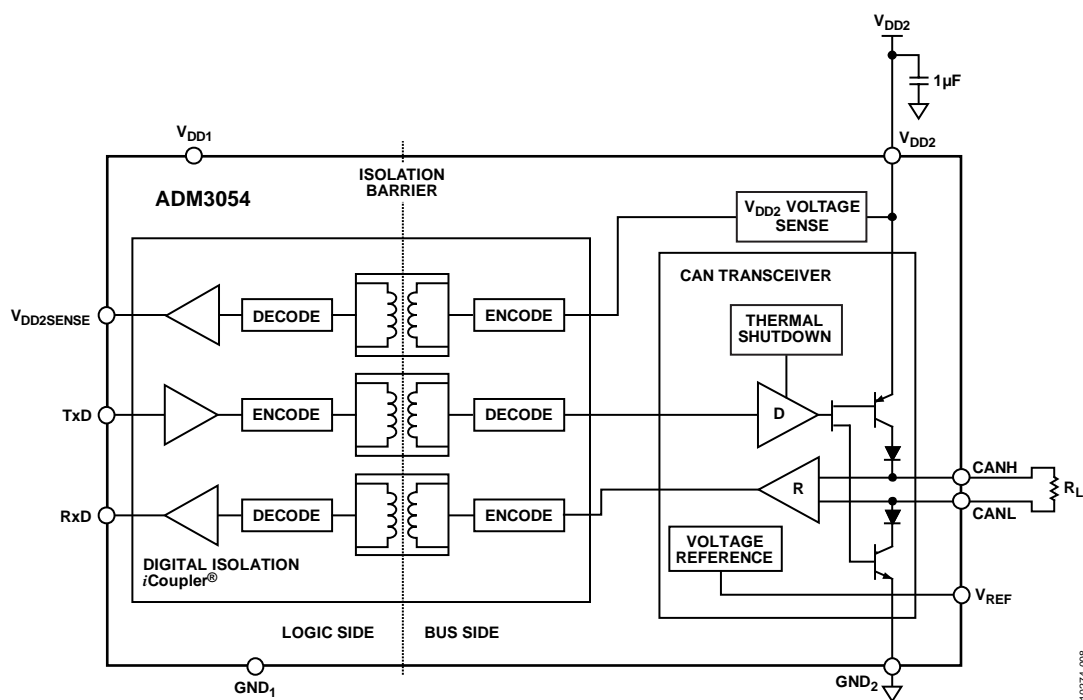 VDD2
1µF
VDD1
VDD2
ISOLATION
BARRIER
ADM3054
VDD2 VOLTAGE
SENSE
CAN TRANSCEIVER
VDD2SENSE
DECODE
ENCODE
THERMAL
SHUTDOWN
TxD
ENCODE
DECODE
D
CANH
RL
CANL
RxD
DECODE
ENCODE
R
VOLTAGE
REFERENCE
DIGITAL ISOLATION
iCoupler®
VREF
LOGIC SIDE
BUS SIDE
GND1
GND2
10274-008